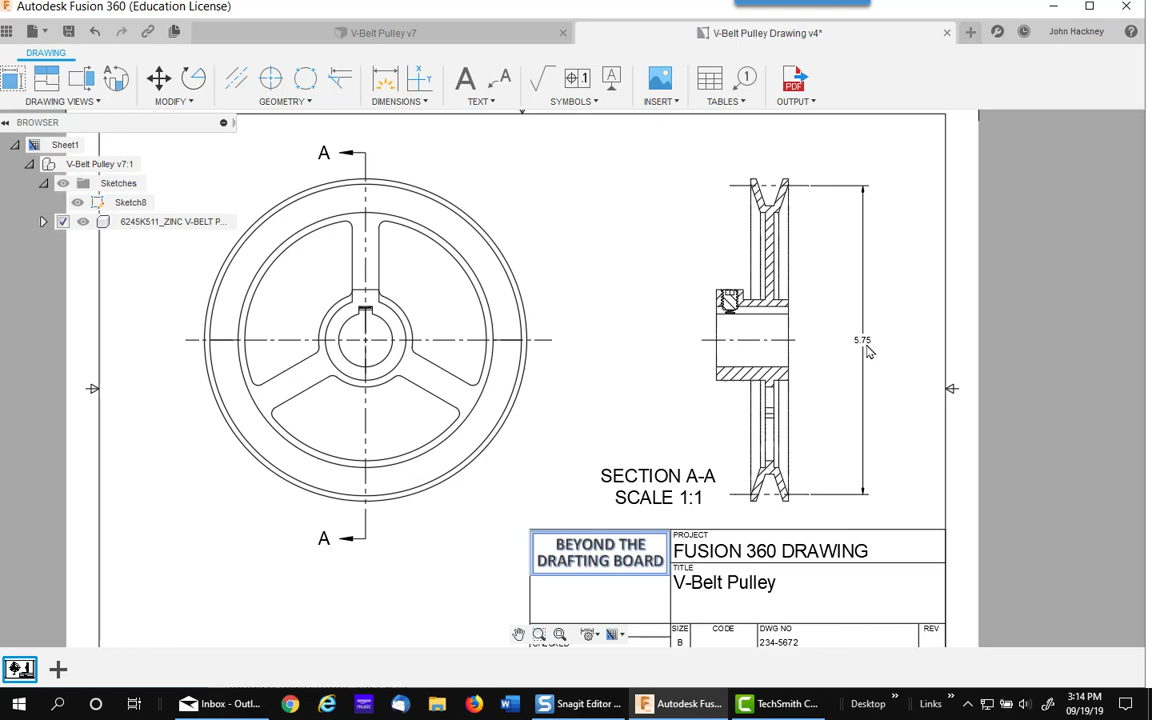 Autodesk Fusion 360 (Education License)
V-Belt Pulley v7
V-Belt Pulley Drawing v4*
John Hackney
DRAWING
DRAWING VIEWS
MODIFY
GEOMETRY
DIMENSIONS
TEXT
SYMBOLS
INSERT
TABLES
OUTPUT
BROWSER
Sheet1
V-Belt Pulley v7:1
Sketches
Sketch8
6245K511_ZINC V-BELT P...
A
A
5.75
SECTION A-A
SCALE 1:1
BEYOND THE
DRAFTING BOARD
PROJECT
FUSION 360 DRAWING
TITLE
V-Belt Pulley
SIZE
B
CODE
DWG NO
234-5672
REV
Inbox - Outl...
Snagit Editor ...
Autodesk Fus...
TechSmith C...
Desktop
Links
3:14 PM
09/19/19